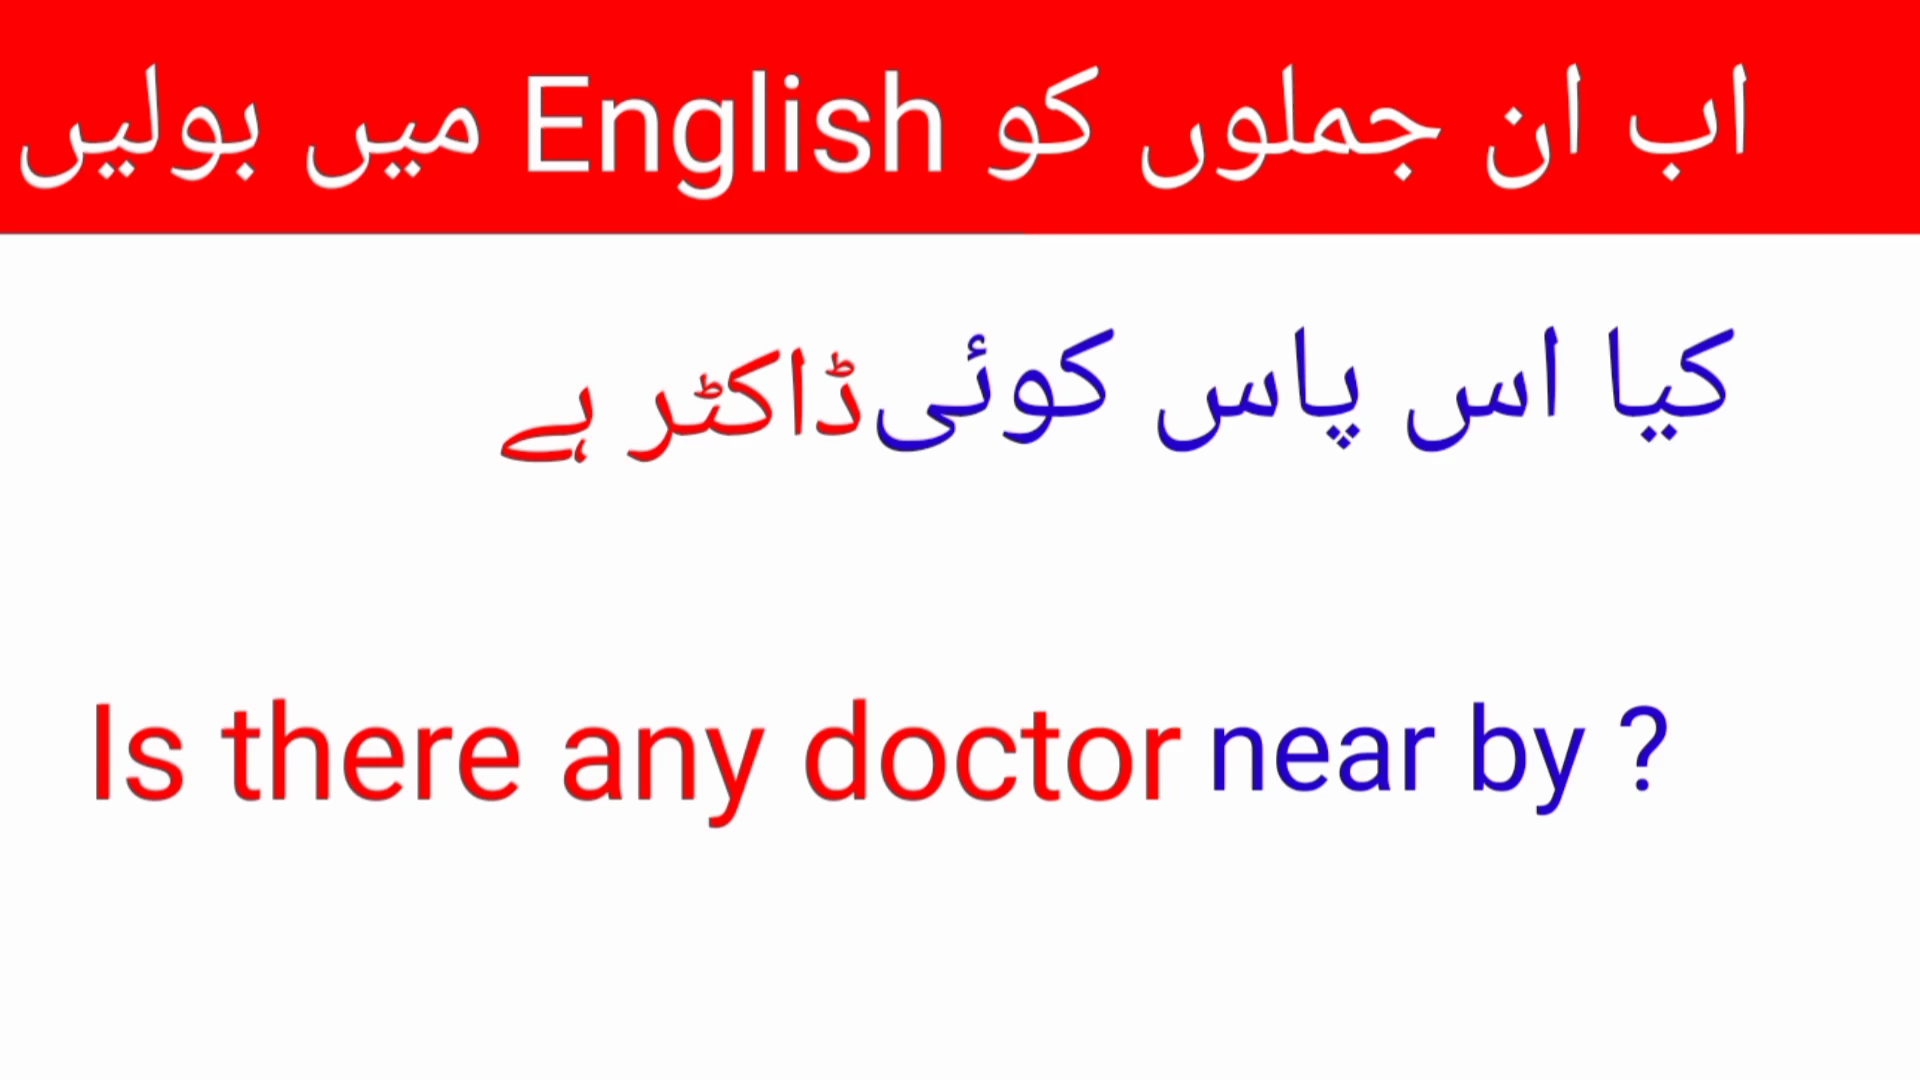 اب ان جملوں کو English میں بولیں
کیا اس پاس کوئی ڈاکٹر ہے
Is there any doctor near by ?